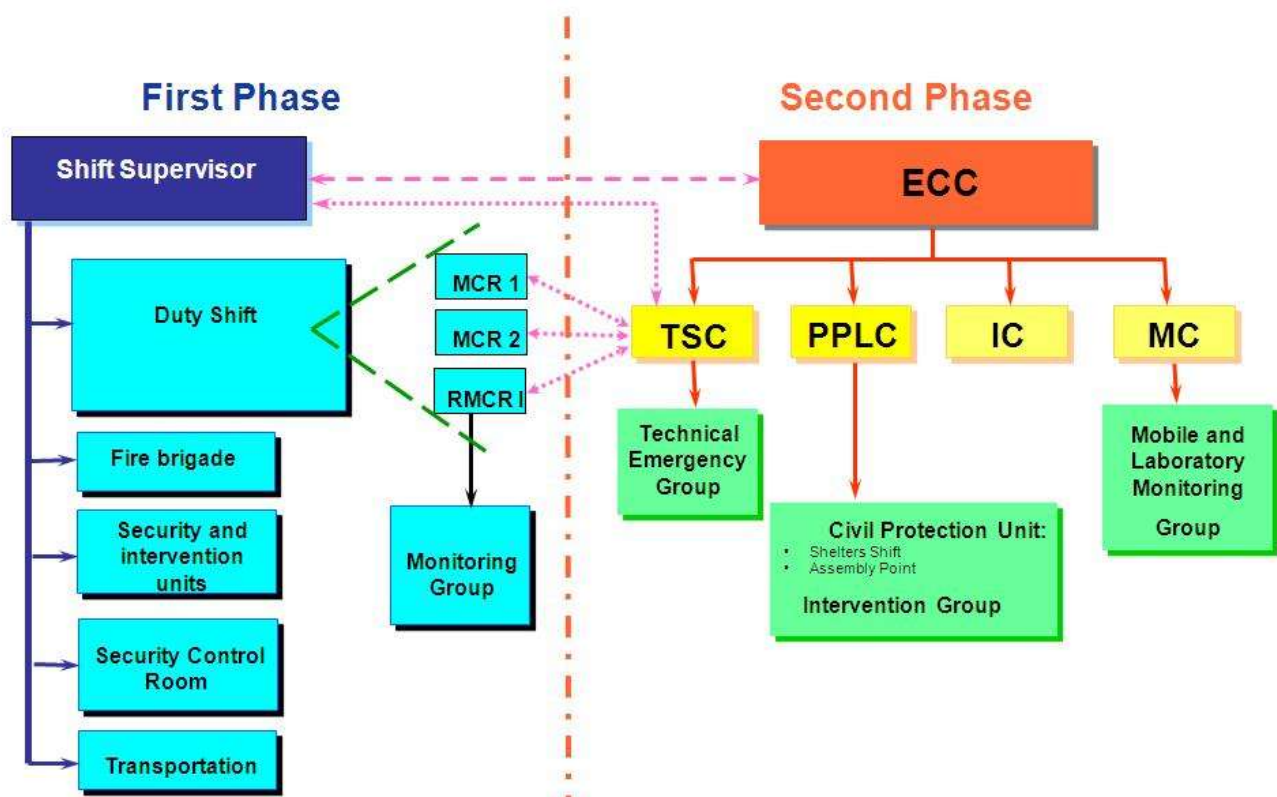 First Phase
Second Phase
Shift Supervisor
ECC
Duty Shift
MCR 1
MCR 2
RMCR I
TSC
PPLC
IC
MC
Fire brigade
Security and
intervention
units
Security Control
Room
Transportation
Monitoring
Group
Technical
Emergency
Group
Civil Protection Unit:
• Shelters Shift
• Assembly Point
Intervention Group
Mobile and
Laboratory
Monitoring
Group